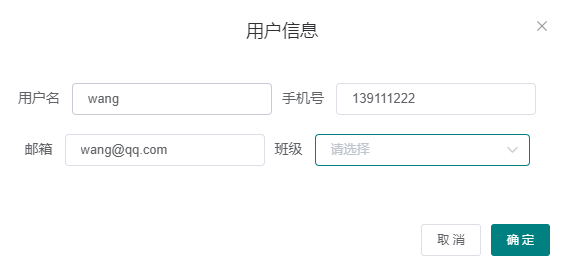 用户信息
用户名 wang 手机号 139111222
邮箱 wang@qq.com 班级 请选择
取消 确定